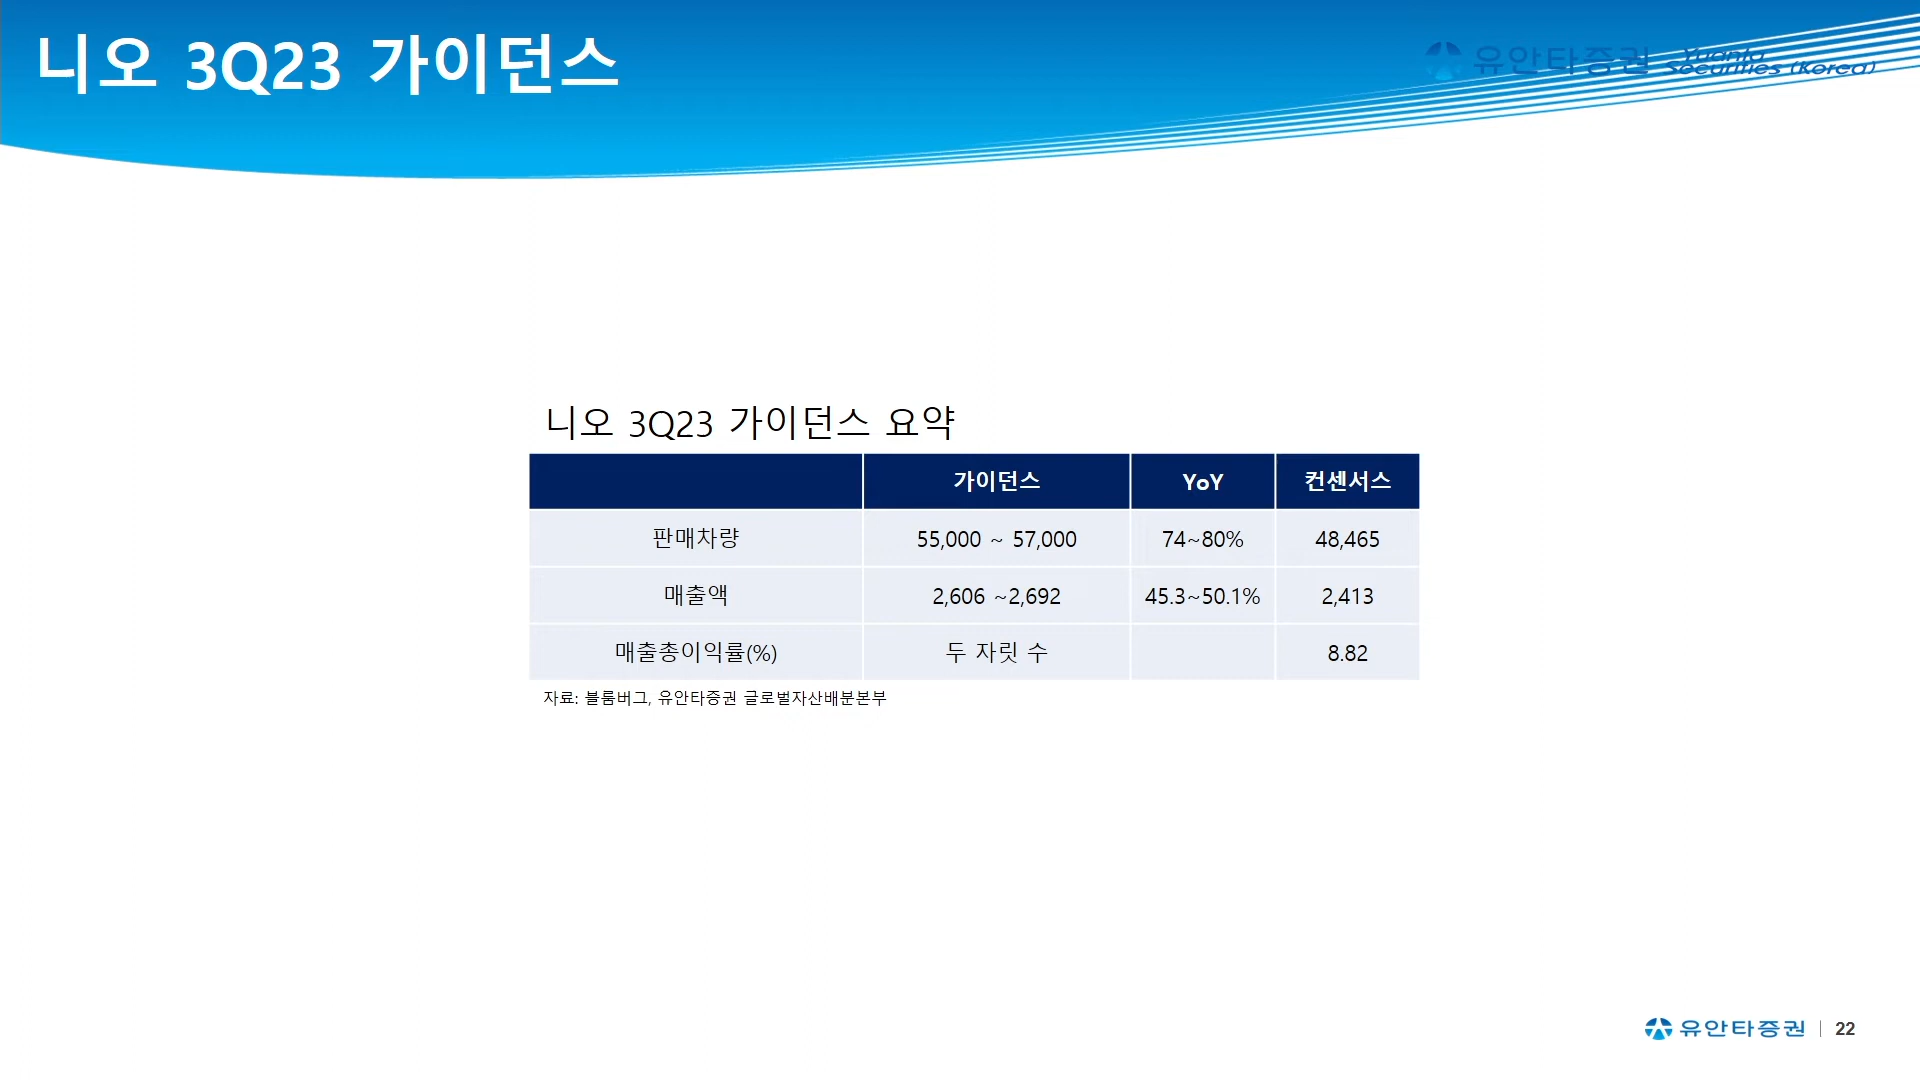 니오 3Q23 가이던스
유안타증권 Yuanta Securities (Korea)
니오 3Q23 가이던스 요약
가이던스 YoY 컨센서스
판매차량 55,000 ~ 57,000 74~80% 48,465
매출액 2,606 ~2,692 45.3~50.1% 2,413
매출총이익률(%) 두 자릿 수 8.82
자료: 블룸버그, 유안타증권 글로벌자산배분본부
유안타증권 | 22